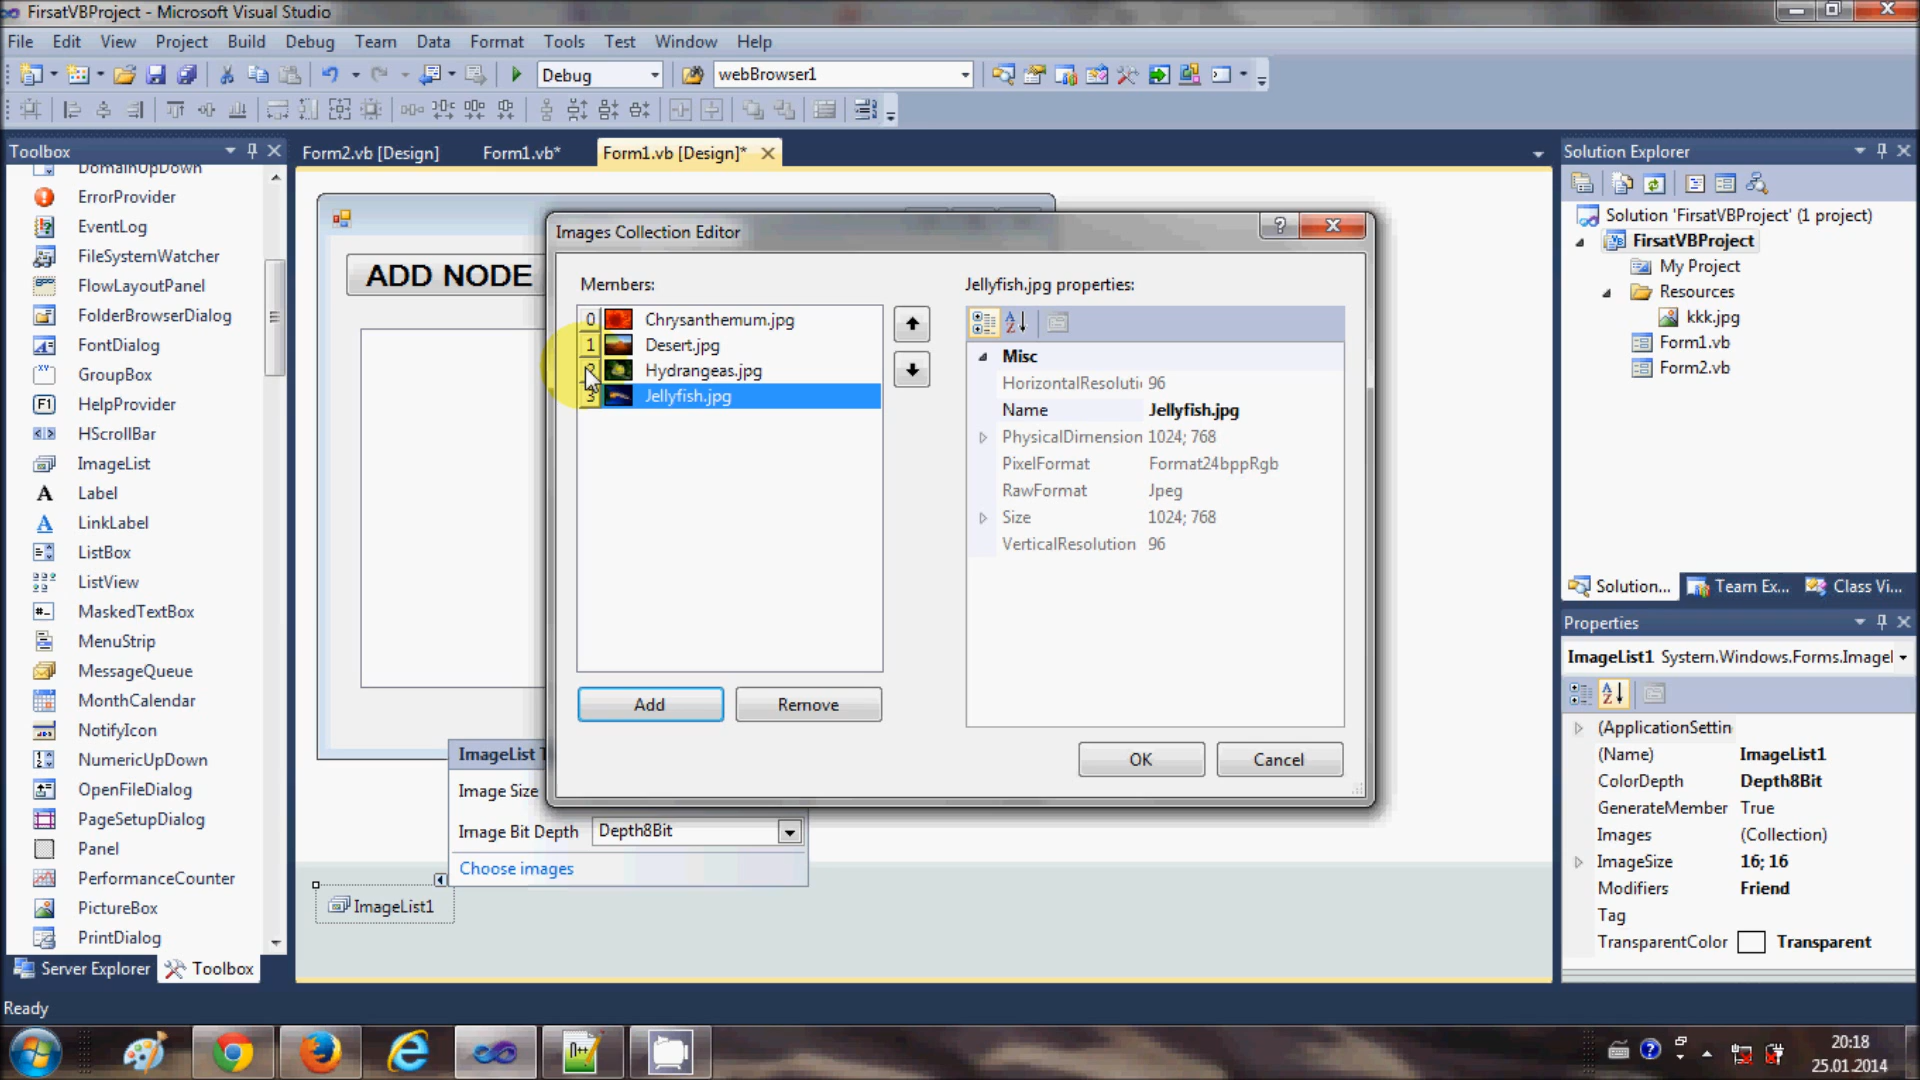 FirsatVBProject - Microsoft Visual Studio
File Edit View Project Build Debug Team Data Format Tools Test Window Help
Debug
webBrowser1
Toolbox
Form2.vb [Design]
Form1.vb*
Form1.vb [Design]*
Solution Explorer
DomainUpDown
ErrorProvider
EventLog
FileSystemWatcher
FlowLayoutPanel
FolderBrowserDialog
FontDialog
GroupBox
HelpProvider
HScrollBar
ImageList
Label
LinkLabel
ListBox
ListView
MaskedTextBox
MenuStrip
MessageQueue
MonthCalendar
NotifyIcon
NumericUpDown
OpenFileDialog
PageSetupDialog
Panel
PerformanceCounter
PictureBox
PrintDialog
Server Explorer
Toolbox
ADD NODE
Images Collection Editor
Members:
0 Chrysanthemum.jpg
1 Desert.jpg
Hydrangeas.jpg
3 Jellyfish.jpg
Add
Remove
Jellyfish.jpg properties:
Misc
HorizontalResoluti 96
Name Jellyfish.jpg
PhysicalDimension 1024; 768
PixelFormat Format24bppRgb
RawFormat Jpeg
Size 1024; 768
VerticalResolution 96
OK
Cancel
ImageList T
Image Size
Image Bit Depth Depth8Bit
Choose images
ImageList1
Solution 'FirsatVBProject' (1 project)
FirsatVBProject
My Project
Resources
kkk.jpg
Form1.vb
Form2.vb
Solution... Team Ex... Class Vi...
Properties
ImageList1 System.Windows.Forms.Imagel
(ApplicationSettin
(Name) ImageList1
ColorDepth Depth8Bit
GenerateMember True
Images (Collection)
ImageSize 16; 16
Modifiers Friend
Tag
TransparentColor Transparent
Ready
20:18
25.01.2014